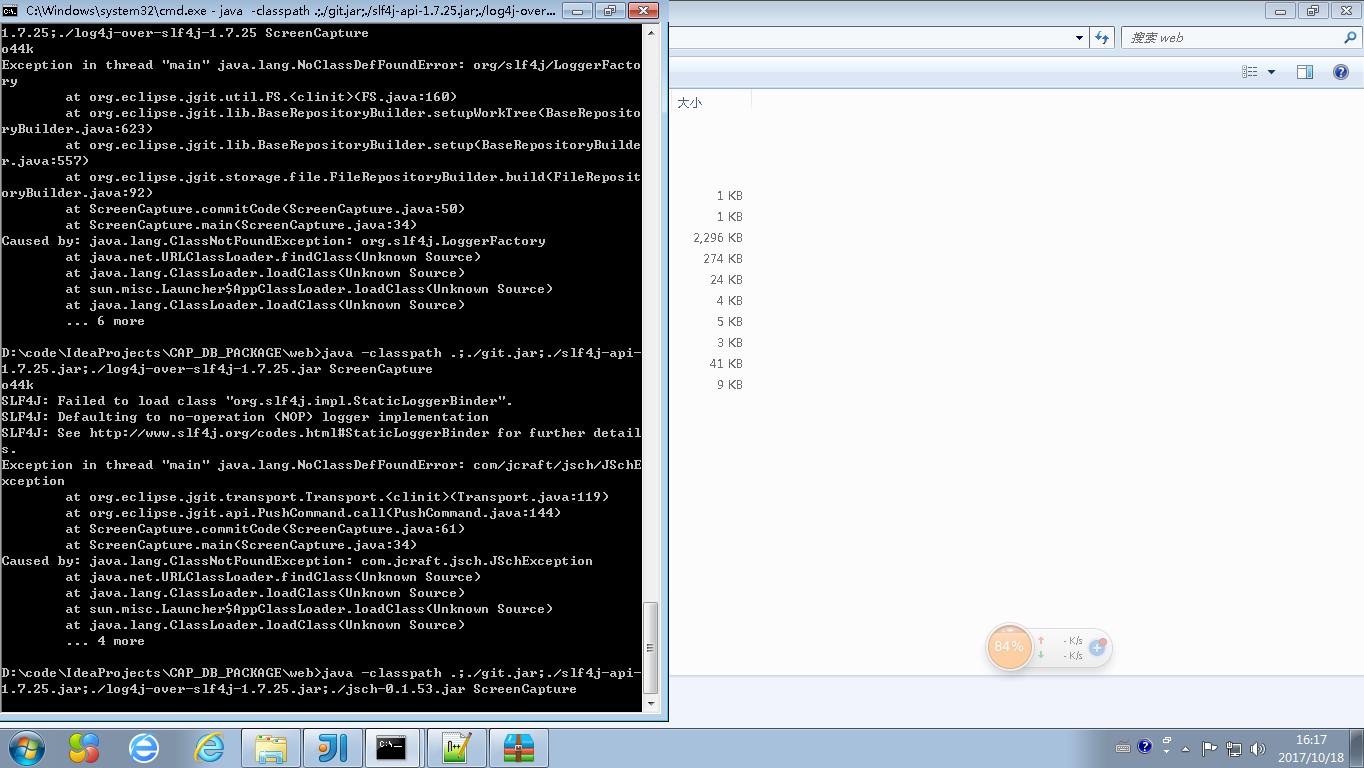 C:\Windows\system32\cmd.exe - java -classpath .;./git.jar;./slf4j-api-1.7.25.jar;./log4j-over...
1.7.25;./log4j-over-slf4j-1.7.25 ScreenCapture
o44k
Exception in thread "main" java.lang.NoClassDefFoundError: org/slf4j/LoggerFacto
ry
at org.eclipse.jgit.util.FS.<clinit>(FS.java:160)
at org.eclipse.jgit.lib.BaseRepositoryBuilder.setupWorkTree(BaseReposito
ryBuilder.java:623)
at org.eclipse.jgit.lib.BaseRepositoryBuilder.setup(BaseRepositoryBuilde
r.java:557)
at org.eclipse.jgit.storage.file.FileRepositoryBuilder.build(FileReposit
oryBuilder.java:92)
at ScreenCapture.commitCode(ScreenCapture.java:50)
at ScreenCapture.main(ScreenCapture.java:34)
Caused by: java.lang.ClassNotFoundException: org.slf4j.LoggerFactory
at java.net.URLClassLoader.findClass(Unknown Source)
at java.lang.ClassLoader.loadClass(Unknown Source)
at sun.misc.Launcher$AppClassLoader.loadClass(Unknown Source)
at java.lang.ClassLoader.loadClass(Unknown Source)
... 6 more
D:\code\IdeaProjects\CAP_DB_PACKAGE\web>java -classpath .;./git.jar;./slf4j-api-
1.7.25.jar;./log4j-over-slf4j-1.7.25.jar ScreenCapture
o44k
SLF4J: Failed to load class "org.slf4j.impl.StaticLoggerBinder".
SLF4J: Defaulting to no-operation (NOP) logger implementation
SLF4J: See http://www.slf4j.org/codes.html#StaticLoggerBinder for further detail
s.
Exception in thread "main" java.lang.NoClassDefFoundError: com/jcraft/jsch/JSchE
xception
at org.eclipse.jgit.transport.Transport.<clinit>(Transport.java:119)
at org.eclipse.jgit.api.PushCommand.call(PushCommand.java:144)
at ScreenCapture.commitCode(ScreenCapture.java:61)
at ScreenCapture.main(ScreenCapture.java:34)
Caused by: java.lang.ClassNotFoundException: com.jcraft.jsch.JSchException
at java.net.URLClassLoader.findClass(Unknown Source)
at java.lang.ClassLoader.loadClass(Unknown Source)
at sun.misc.Launcher$AppClassLoader.loadClass(Unknown Source)
at java.lang.ClassLoader.loadClass(Unknown Source)
... 4 more
D:\code\IdeaProjects\CAP_DB_PACKAGE\web>java -classpath .;./git.jar;./slf4j-api-
1.7.25.jar;./log4j-over-slf4j-1.7.25.jar;./jsch-0.1.53.jar ScreenCapture
搜索 web
大小
1 KB
1 KB
2,296 KB
274 KB
24 KB
4 KB
5 KB
3 KB
41 KB
9 KB
84%
- K/s
- K/s
16:17
2017/10/18